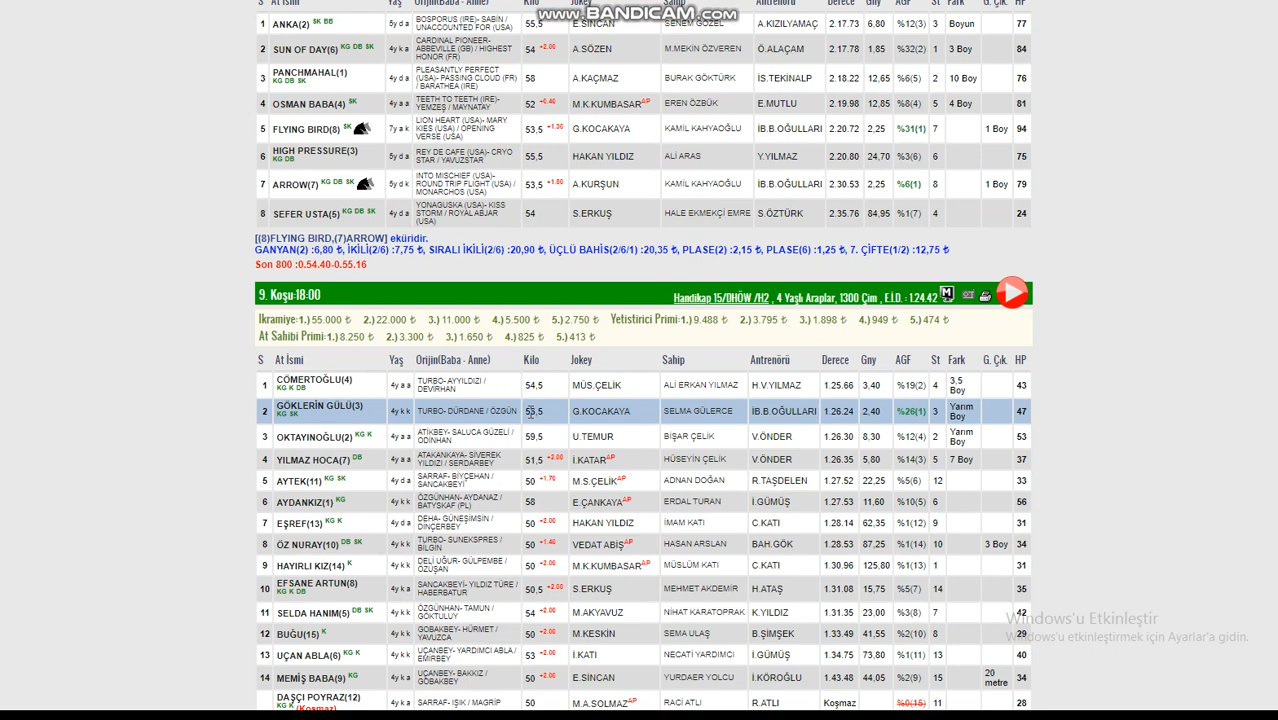 S At İsmi Yaş Orijin(Baba - Anne) Kilo Jokey Sahip Antrenörü Derece Gny AGF St Fark G. Çık. HP
www.BANDICAM.com
1 ANKA(2) SK BB 5y d a BOSPORUS (IRE)- SABİN / UNACCOUNTED FOR (USA) 55,5 E.SİNCAN SENEM GÜZEL A.KIZILYAMAÇ 2.17.73 6,80 %12(3) 3 Boyun 77
2 SUN OF DAY(6) KG DB SK 4y k a CARDINAL PIONEER- ABBEVILLE (GB) / HIGHEST HONOR (FR) 54 +2.00 A.SÖZEN M.MEKİN ÖZVEREN Ö.ALAÇAM 2.17.78 1,85 %32(2) 1 3 Boy 84
3 PANCHMAHAL(1) KG DB SK 4y d a PLEASANTLY PERFECT (USA)- PASSING CLOUD (FR) / BARATHEA (IRE) 58 A.KAÇMAZ BURAK GÖKTÜRK İS.TEKİNALP 2.18.22 12,65 %6(5) 2 10 Boy 76
4 OSMAN BABA(4) SK 4y a a TEETH TO TEETH (IRE)- YEMZEŞ / MAYNATAY 52 +0.40 M.K.KUMBASAR AP EREN ÖZBÜK E.MUTLU 2.19.98 12,85 %8(4) 5 4 Boy 81
5 FLYING BIRD(8) SK 7y a k LION HEART (USA)- MARY KIES (USA) / OPENING VERSE (USA) 53,5 +1.30 G.KOCAKAYA KAMİL KAHYAOĞLU İB.B.OĞULLARI 2.20.72 2,25 %31(1) 7 1 Boy 94
6 HIGH PRESSURE(3) KG DB 5y d a REY DE CAFE (USA)- CRYO STAR / YAVUZSTAR 55,5 HAKAN YILDIZ ALİ ARAS Y.YILMAZ 2.20.80 24,70 %3(6) 6 75
7 ARROW(7) KG DB SK 5y d k INTO MISCHIEF (USA)- ROUND TRIP FLIGHT (USA) / MONARCHOS (USA) 53,5 +1.80 A.KURŞUN KAMİL KAHYAOĞLU İB.B.OĞULLARI 2.30.53 2,25 %6(1) 8 1 Boy 79
8 SEFER USTA(5) KG DB SK 4y d a YONAGUSKA (USA)- KISS STORM / ROYAL ABJAR (USA) 54 S.ERKUŞ HALE EKMEKÇİ EMRE S.ÖZTÜRK 2.35.76 84,95 %1(7) 4 24
[(8)FLYING BIRD,(7)ARROW] eküridir.
GANYAN(2) :6,80 ₺, İKİLİ(2/6) :7,75 ₺, SIRALI İKİLİ(2/6) :20,90 ₺, ÜÇLÜ BAHİS(2/6/1) :20,35 ₺, PLASE(2) :2,15 ₺, PLASE(6) :1,25 ₺, 7. ÇİFTE(1/2) :12,75 ₺
Son 800 :0.54.40-0.55.16
9. Koşu:18:00 Handikap 15/DHÖW /H2 , 4 Yaşlı Araplar, 1300 Çim , E.İ.D. : 1.24.42 M
Ikramiye:1.) 55.000 ₺ 2.) 22.000 ₺ 3.) 11.000 ₺ 4.) 5.500 ₺ 5.) 2.750 ₺ Yetistirici Primi:1.) 9.488 ₺ 2.) 3.795 ₺ 3.) 1.898 ₺ 4.) 949 ₺ 5.) 474 ₺
At Sahibi Primi:1.) 8.250 ₺ 2.) 3.300 ₺ 3.) 1.650 ₺ 4.) 825 ₺ 5.) 413 ₺
S At İsmi Yaş Orijin(Baba - Anne) Kilo Jokey Sahip Antrenörü Derece Gny AGF St Fark G. Çık. HP
1 CÖMERTOĞLU(4) KG K DB 4y a a TURBO- AYYILDIZI / DEVİRHAN 54,5 MÜS.ÇELİK ALİ ERKAN YILMAZ H.V.YILMAZ 1.25.66 3,40 %19(2) 4 3,5 Boy 43
2 GÖKLERİN GÜLÜ(3) KG SK 4y k k TURBO- DÜRDANE / ÖZGÜN G.KOCAKAYA SELMA GÜLERCE İB.B.OĞULLARI 1.26.24 2,40 %26(1) 3 Yarım Boy 47
3 OKTAYINOĞLU(2) KG K 4y a a ATİKBEY- SALUCA GÜZELİ / ODİNHAN 59,5 U.TEMUR BİŞAR ÇELİK V.ÖNDER 1.26.30 8,30 %12(4) 2 Yarım Boy 53
4 YILMAZ HOCA(7) DB 4y a a ATAKANKAYA- SİVEREK YILDIZI / SERDARBEY 51,5 +2.00 İ.KATAR AP HÜSEYİN ÇELİK V.ÖNDER 1.26.35 5,80 %14(3) 5 7 Boy 37
5 AYTEK(11) KG SK 4y d a SARRAF- BİYÇEHAN / SANCAKBEYİ 50 +1.70 M.S.ÇELİK AP ADNAN DOĞAN R.TAŞDELEN 1.27.52 22,25 %5(6) 12 33
6 AYDANKIZ(1) KG 4y k k ÖZGÜNHAN- AYDANAZ / BATYSKAF (PL) 58 E.ÇANKAYA AP ERDAL TURAN İ.GÜMÜŞ 1.27.53 11,60 %10(5) 6 56
7 EŞREF(13) KG K 4y d a DEHA- GÜNEŞİMSİN / DİNÇERBEY 50 +2.00 HAKAN YILDIZ İMAM KATI C.KATI 1.28.14 62,35 %1(12) 9 31
8 ÖZ NURAY(10) DB SK 4y k k TURBO- SUNEKSPRES / BİLGİN 50 +1.40 VEDAT ABİŞ AP HASAN ARSLAN BAH.GÖK 1.28.53 87,25 %1(14) 10 3 Boy 34
9 HAYIRLI KIZ(14) K 4y k k DELİ UĞUR- GÜLPEMBE / ÖZÜŞAN 50 +2.00 M.K.KUMBASAR AP MÜSLÜM KATI C.KATI 1.30.96 125,80 %1(13) 1 31
10 EFSANE ARTUN(8) KG K DB 4y k a SANCAKBEYİ- YILDIZ TÜRE / HABERBATUR 50,5 +2.00 S.ERKUŞ MEHMET AKDEMİR H.ATAŞ 1.31.08 15,75 %5(7) 14 35
11 SELDA HANIM(5) DB SK 4y k k ÖZGÜNHAN- TAMUN / GÖKTULUY 54 +2.00 M.AKYAVUZ NİHAT KARATOPRAK K.YILDIZ 1.31.35 23,00 %3(8) 7 42
12 BUĞU(15) K 4y k k GOBAKBEY- HÜRMET / YAVUZCA 50 +2.00 M.KESKİN SEMA ULAŞ B.ŞİMŞEK 1.33.49 41,55 %2(10) 8 29
13 UÇAN ABLA(6) KG K 4y k k UÇANBEY- YARDIMCI ABLA / EMİRBEY 53 +2.00 İ.KATI NECATİ YARDIMCI İ.GÜMÜŞ 1.34.75 73,80 %1(11) 13 40
14 MEMİŞ BABA(9) KG 4y k a UÇANBEY- BAKKIZ / GOBAKBEY 50 +2.00 E.SİNCAN YURDAER YOLCU İ.KÖROĞLU 1.43.48 44,05 %2(9) 15 20 metre 34
DAŞÇI POYRAZ(12) KG K (Koşmaz) 4y k a SARRAF- IŞIK / MAGRİP 50 M.A.SOLMAZ AP RACİ ATLI R.ATLI Koşmaz %0(15) 11 28
Windows'u Etkinleştir
Windows'u etkinleştirmek için Ayarlar'a gidin.